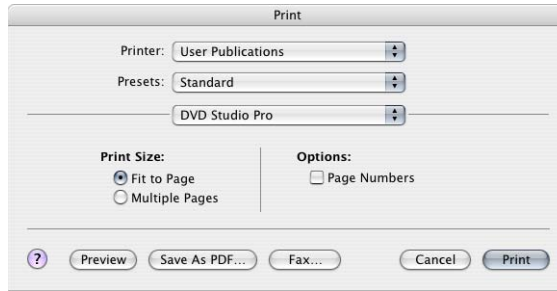 Print
Printer: User Publications
Presets: Standard
DVD Studio Pro
Print Size:
Fit to Page
Multiple Pages
Options:
Page Numbers
? Preview Save As PDF... Fax... Cancel Print